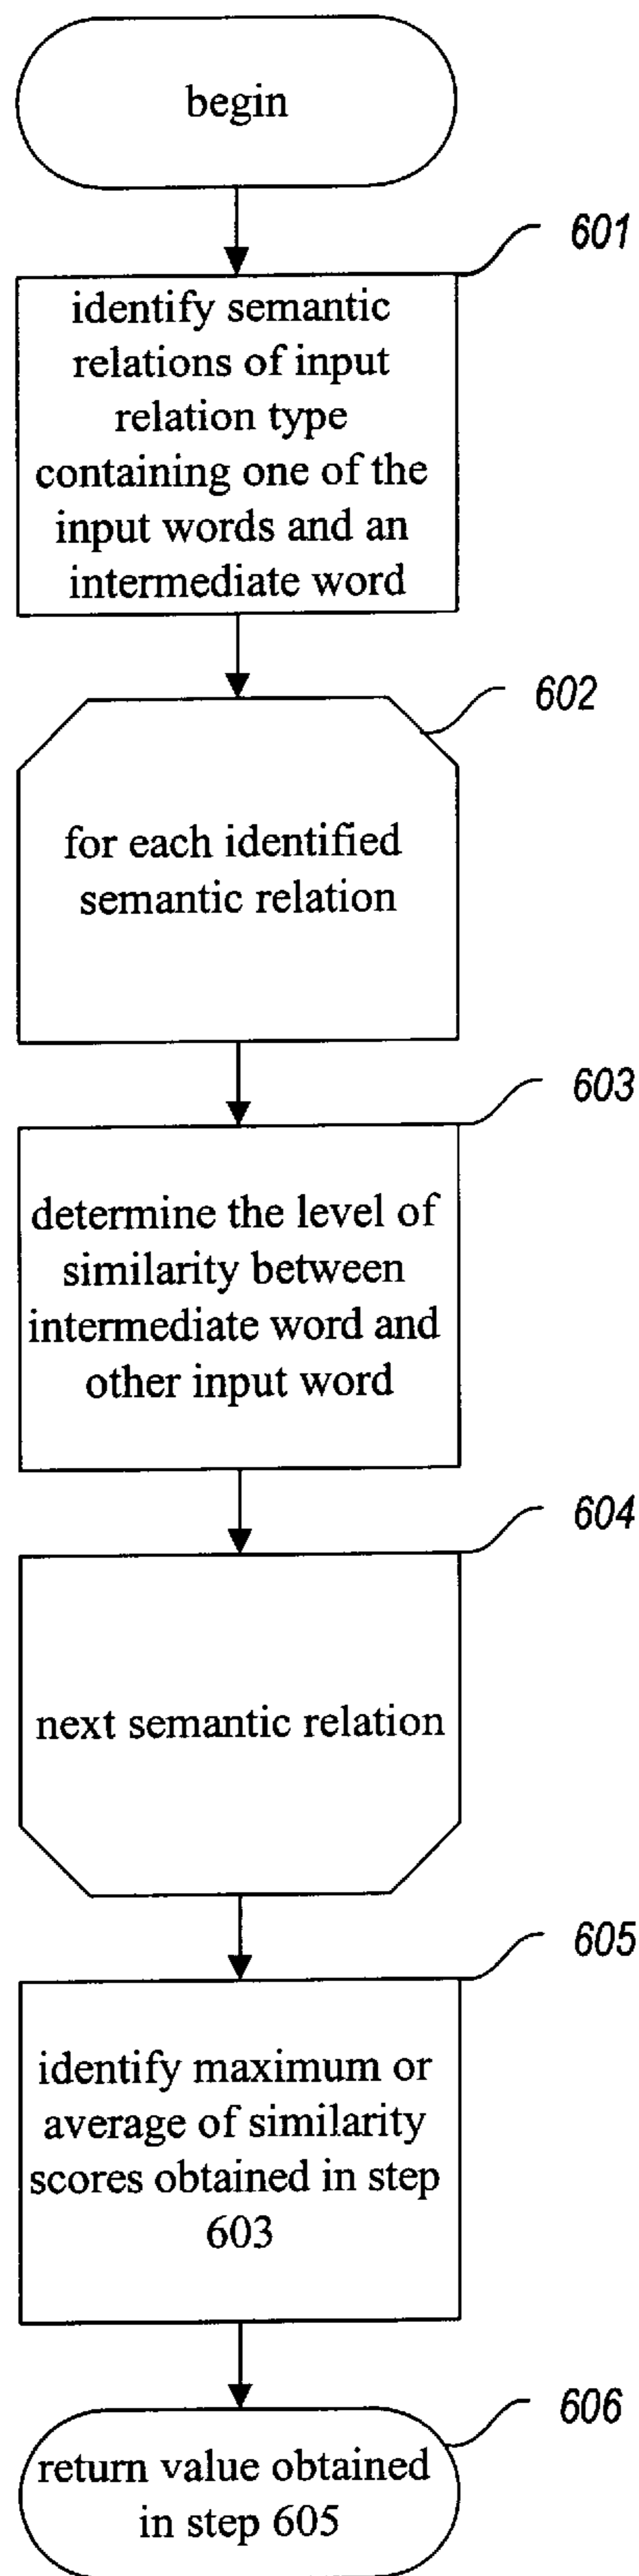 begin
601
identify semantic
relations of input
relation type
containing one of the
input words and an
intermediate word
602
for each identified
semantic relation
603
determine the level of
similarity between
intermediate word and
other input word
604
next semantic relation
605
identify maximum or
average of similarity
scores obtained in step
603
606
return value obtained
in step 605